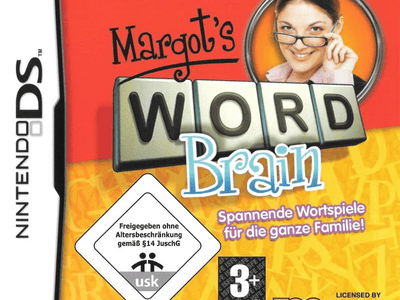 NINTENDO DS™
Margot's
WORD
Brain
Spannende Wortspiele
für die ganze Familie!
Freigegeben ohne
Altersbeschränkung
gemäß §14 JuSchG
usk
3+
LICENSED BY